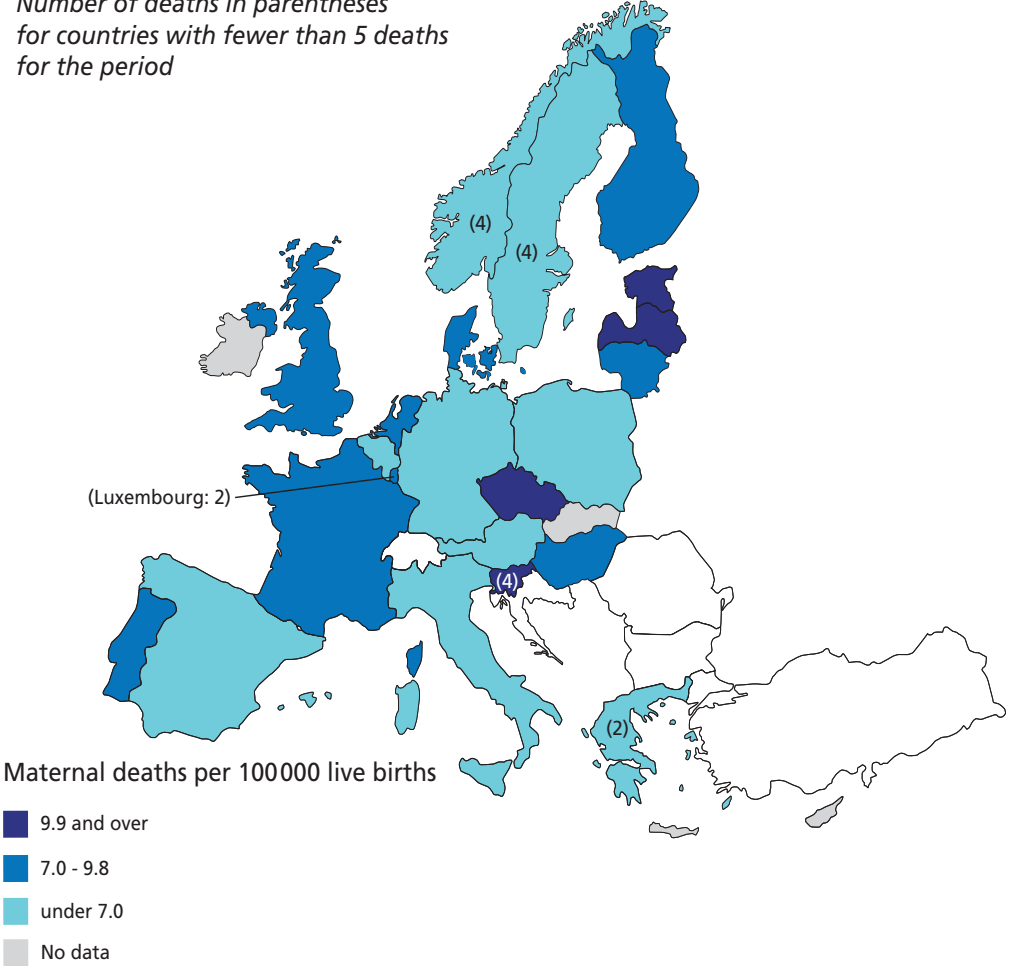 Number of deaths in parentheses
for countries with fewer than 5 deaths
for the period
(4)
(4)
(Luxembourg: 2)
(4)
(2)
Maternal deaths per 100 000 live births
9.9 and over
7.0 - 9.8
under 7.0
No data